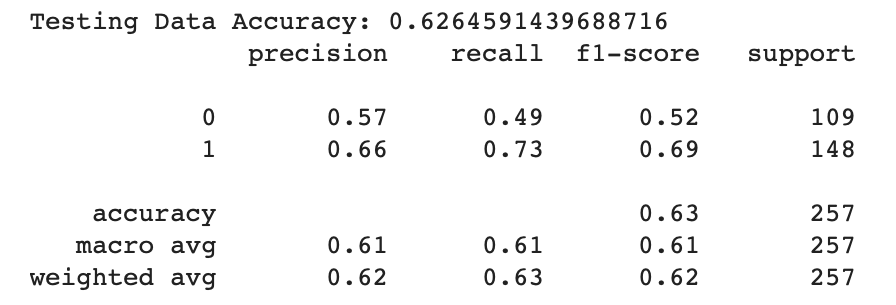 Testing Data Accuracy: 0.6264591439688716
precision recall f1-score support
0 0.57 0.49 0.52 109
1 0.66 0.73 0.69 148
accuracy 0.63 257
macro avg 0.61 0.61 0.61 257
weighted avg 0.62 0.63 0.62 257